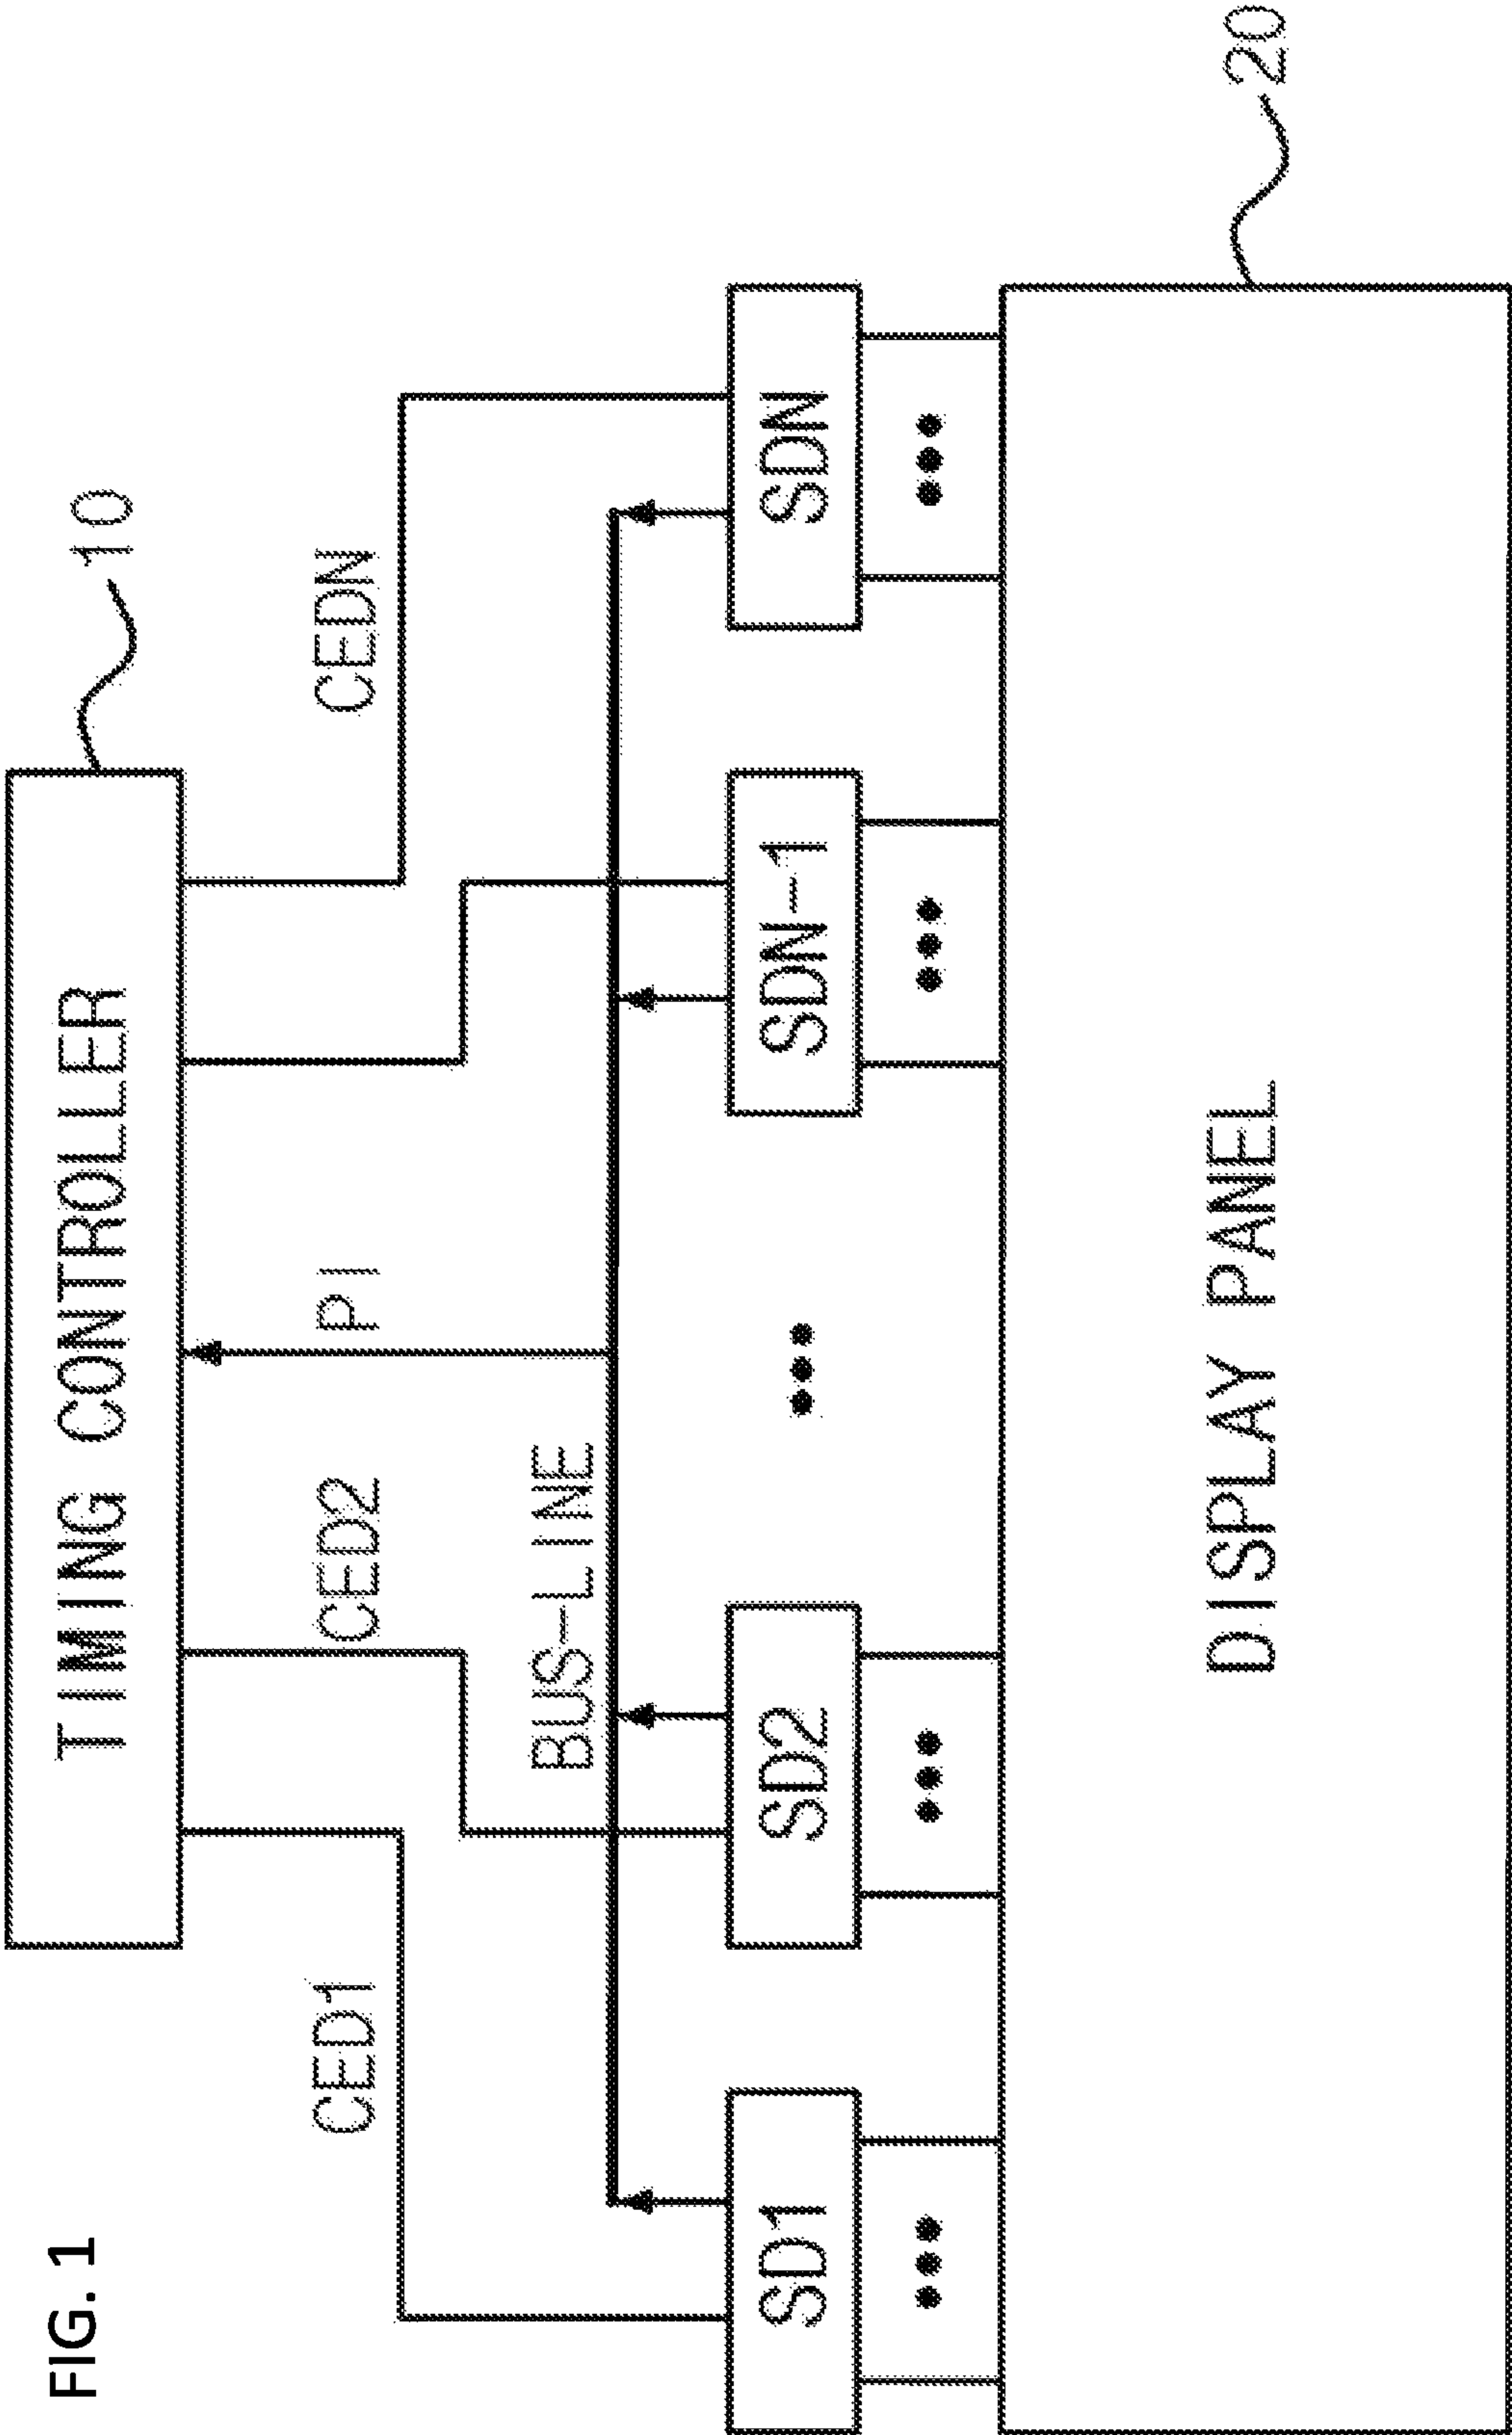 FIG. 1
TIMING CONTROLLER
10
CED1
CED2
PI
CEDN
BUS-LINE
SD1
SD2
SDN-1
SDN
DISPLAY PANEL
20